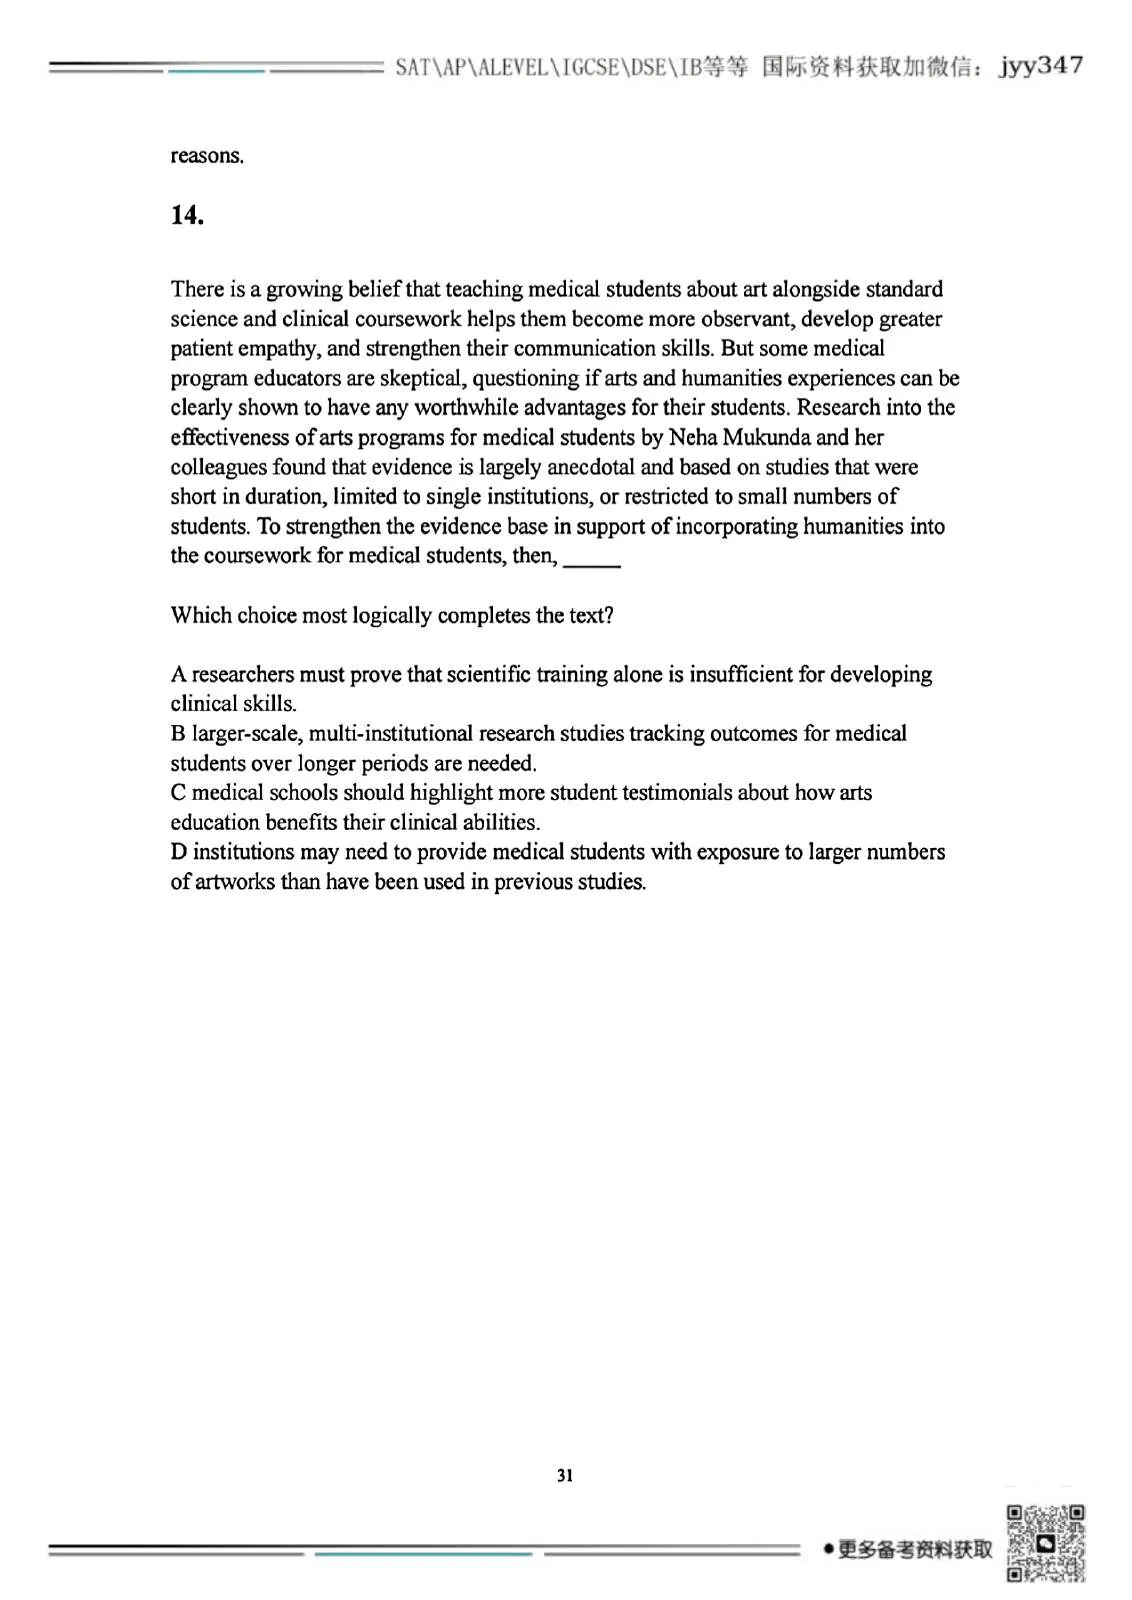 SAT\AP\ALEVEL\IGCSE\DSE\IB等等 国际资料获取加微信：jyy347
reasons.
14.
There is a growing belief that teaching medical students about art alongside standard
science and clinical coursework helps them become more observant, develop greater
patient empathy, and strengthen their communication skills. But some medical
program educators are skeptical, questioning if arts and humanities experiences can be
clearly shown to have any worthwhile advantages for their students. Research into the
effectiveness of arts programs for medical students by Neha Mukunda and her
colleagues found that evidence is largely anecdotal and based on studies that were
short in duration, limited to single institutions, or restricted to small numbers of
students. To strengthen the evidence base in support of incorporating humanities into
the coursework for medical students, then, _____
Which choice most logically completes the text?
A researchers must prove that scientific training alone is insufficient for developing
clinical skills.
B larger-scale, multi-institutional research studies tracking outcomes for medical
students over longer periods are needed.
C medical schools should highlight more student testimonials about how arts
education benefits their clinical abilities.
D institutions may need to provide medical students with exposure to larger numbers
of artworks than have been used in previous studies.
31
●更多备考资料获取